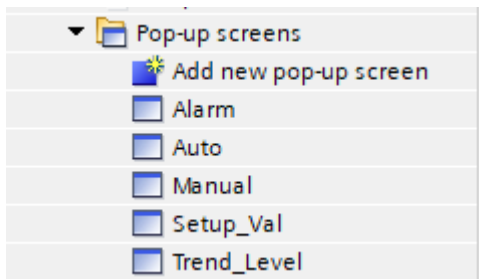 Pop-up screens
Add new pop-up screen
Alarm
Auto
Manual
Setup_Val
Trend_Level